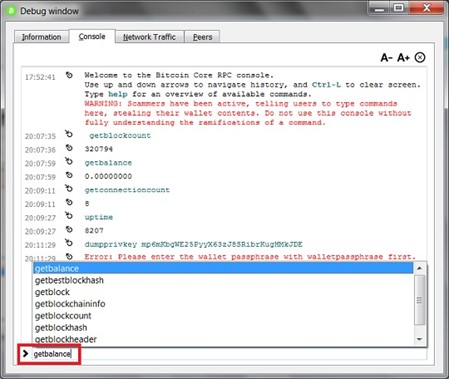 Debug window
Information
Console
Network Traffic
Peers
A- A+
17:52:41 Welcome to the Bitcoin Core RPC console.
Use up and down arrows to navigate history, and Ctrl-L to clear screen.
Type help for an overview of available commands.
WARNING: Scammers have been active, telling users to type commands
here, stealing their wallet contents. Do not use this console without
fully understanding the ramifications of a command.
20:07:35 getblockcount
20:07:36 320794
20:07:59 getbalance
20:07:59 0.00000000
20:09:11 getconnectioncount
20:09:11 8
20:09:27 uptime
20:09:27 8207
20:11:29 dumpprivkey mp6mKbgWE25PyyX63zJ8SRibrKugHMkJDE
20:11:29 Error: Please enter the wallet passphrase with walletpassphrase first.
getbalance
getbestblockhash
getblock
getblockchaininfo
getblockcount
getblockhash
getblockheader
getbalance